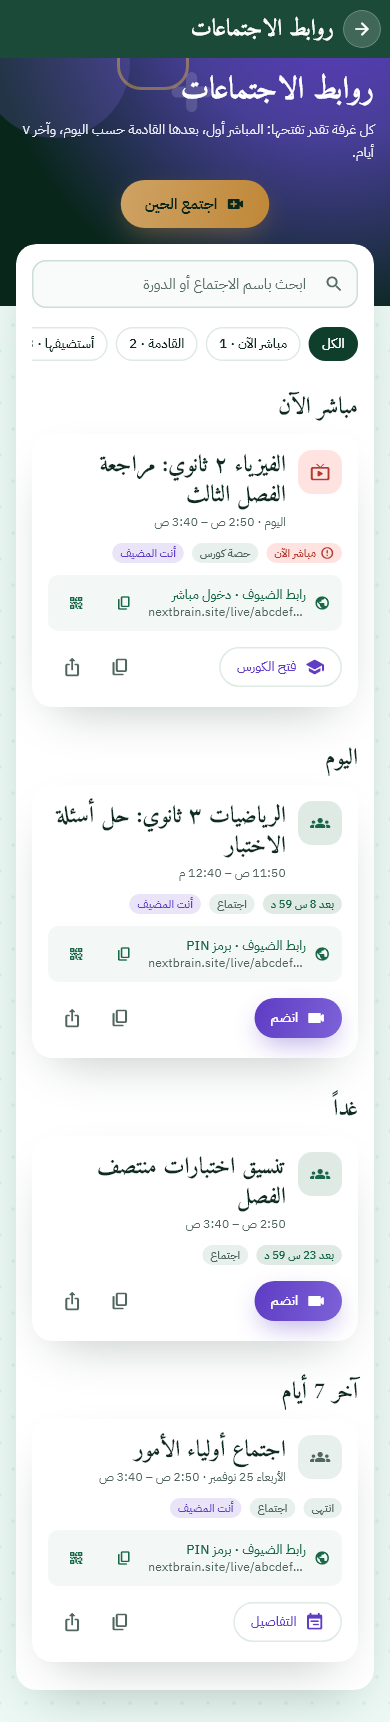 روابط الاجتماعات
روابط الاجتماعات
كل غرفة تقدر تفتحها: المباشر أول، بعدها القادمة حسب اليوم، وآخر ٧
أيام.
اجتمع الحين
ابحث باسم الاجتماع أو الدورة
الكل
مباشر الآن · 1
القادمة · 2
أستضيفها ·
مباشر الآن
الفيزياء ٢ ثانوي: مراجعة
الفصل الثالث
اليوم · 2:50 ص – 3:40 ص
مباشر الآن
حصة كورس
أنت المضيف
رابط الضيوف · دخول مباشر
nextbrain.site/live/abcdef...
فتح الكورس
اليوم
الرياضيات ٣ ثانوي: حل أسئلة
الاختبار
11:50 ص – 12:40 م
بعد 8 س 59 د
اجتماع
أنت المضيف
رابط الضيوف · برمز PIN
nextbrain.site/live/abcdef...
انضم
غداً
تنسيق اختبارات منتصف
الفصل
2:50 ص – 3:40 ص
بعد 23 س 59 د
اجتماع
انضم
آخر 7 أيام
اجتماع أولياء الأمور
الأربعاء 25 نوفمبر · 2:50 ص – 3:40 ص
انتهى
اجتماع
أنت المضيف
رابط الضيوف · برمز PIN
nextbrain.site/live/abcdef...
التفاصيل